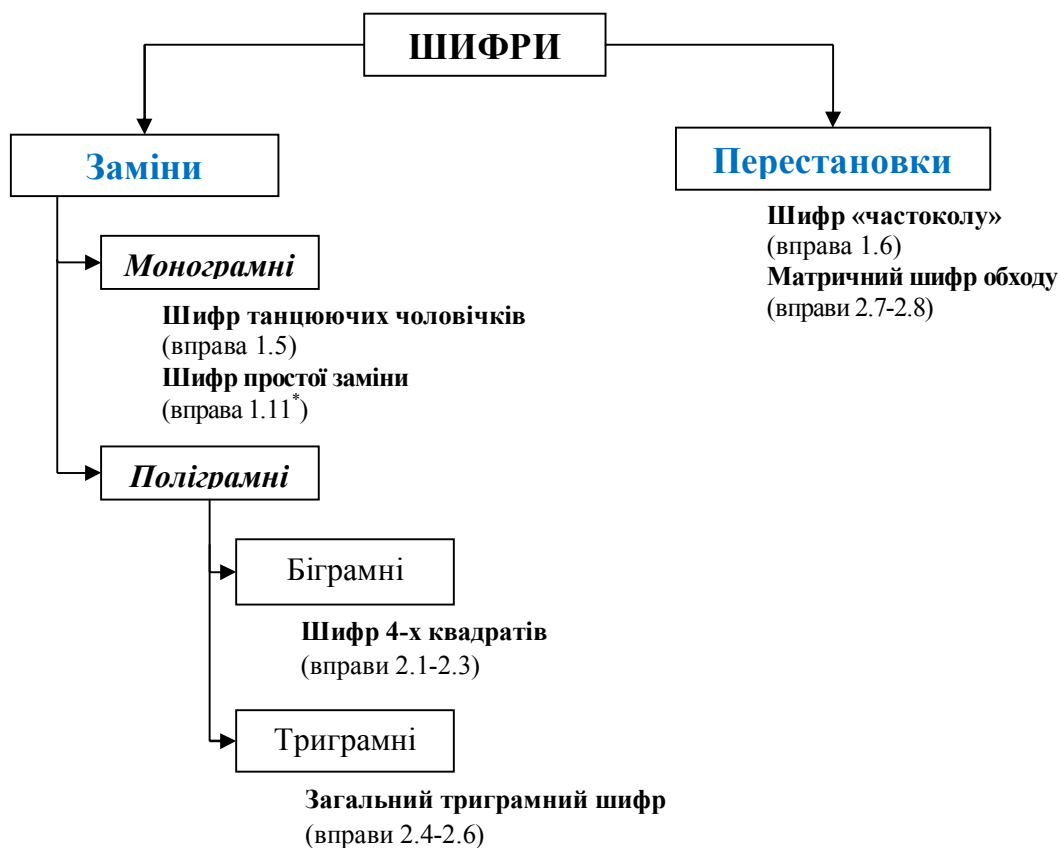 ШИФРИ
Заміни
Перестановки
Шифр «частоколу»
(вправа 1.6)
Матричний шифр обходу
(вправи 2.7-2.8)
Монограмні
Шифр танцюючих чоловічків
(вправа 1.5)
Шифр простої заміни
(вправа 1.11*)
Поліграмні
Біграмні
Шифр 4-х квадратів
(вправи 2.1-2.3)
Триграмні
Загальний триграмний шифр
(вправи 2.4-2.6)